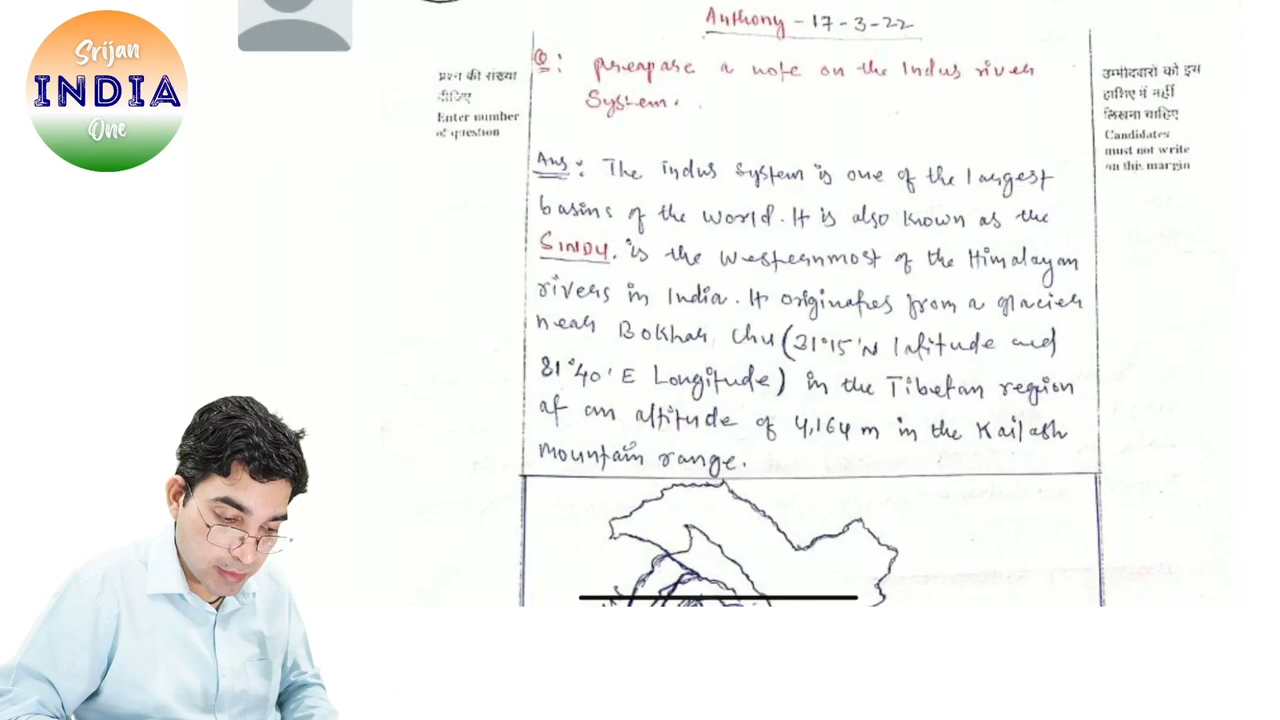 Srijan
INDIA
One
Anthony - 17-3-22
प्रश्न की संख्या
दीजिए
Enter number
of question
Q: prerpare a note on the Indus river
System.
उम्मीदवारों को इस
हाशिए में नहीं
लिखना चाहिए
Candidates
must not write
on this margin
Ans: The indus System is one of the largest
basins of the world. It is also known as the
SINDU. is the westernmost of the Himalayan
rivers in India. It originates from a glacier
near Bokhar Chu (31°15'N latitude and
81°40'E Longitude) in the Tibetan region
at an altitude of 4,164 m in the Kailash
mountain range.